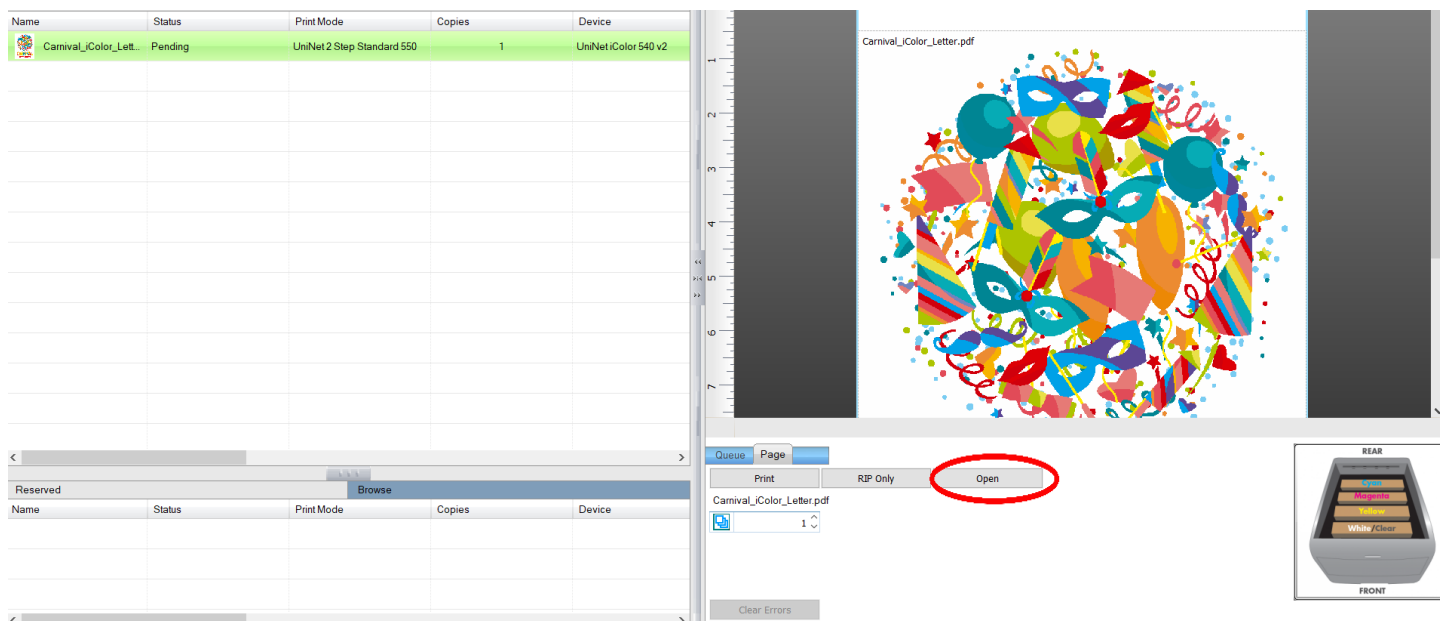 Name Status Print Mode Copies Device
Carnival_iColor_Lett... Pending UniNet 2 Step Standard 550 1 UniNet iColor 540 v2
Reserved Browse
Name Status Print Mode Copies Device
Carnival_iColor_Letter.pdf
1
2
3
4
5
6
7
Queue Page
Print RIP Only Open
Carnival_iColor_Letter.pdf
1
Clear Errors
REAR
Cyan
Magenta
Yellow
White/Clear
FRONT